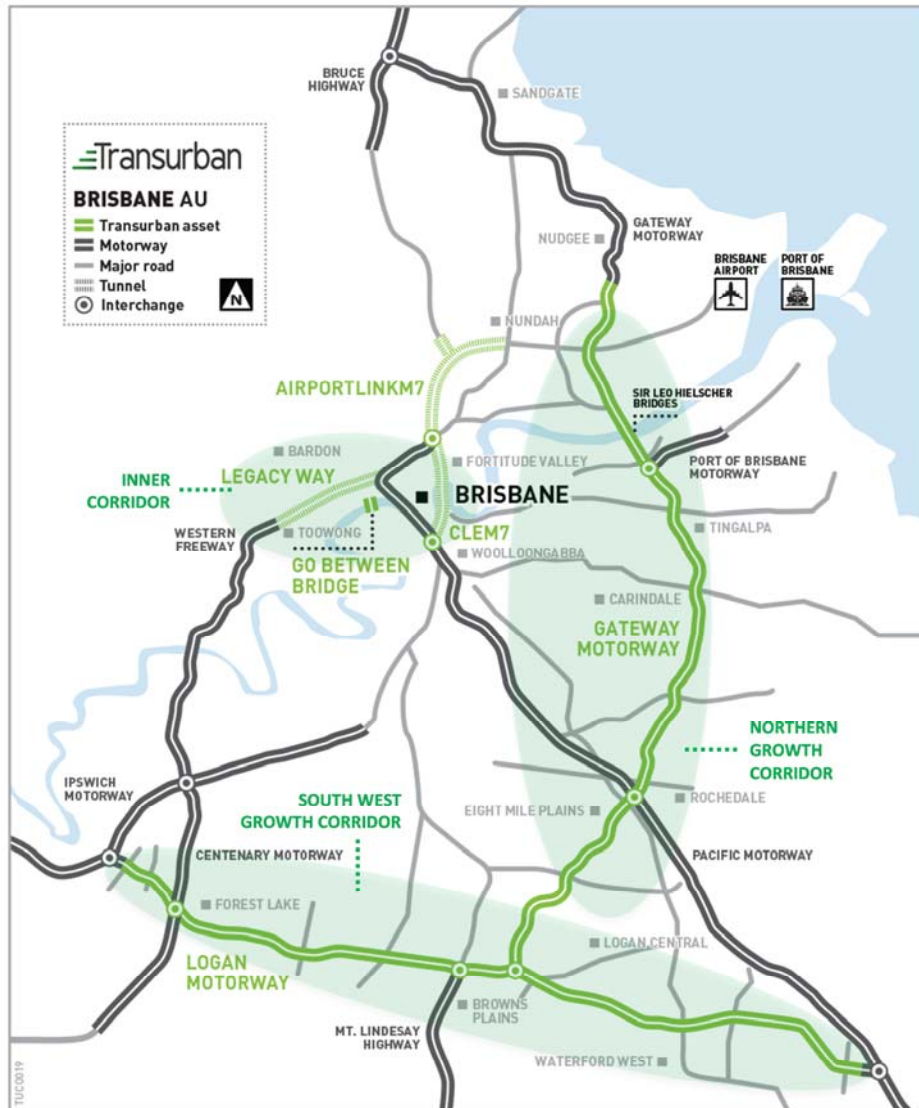 BRUCE
HIGHWAY
SANDGATE
Transurban
BRISBANE AU
Transurban asset
Motorway
Major road
Tunnel
Interchange
N
GATEWAY
MOTORWAY
NUDGEE
BRISBANE
AIRPORT
PORT OF
BRISBANE
NUNDAH
AIRPORTLINKM7
SIR LEO HIELSCHER
BRIDGES
BARDON
FORTITUDE VALLEY
PORT OF BRISBANE
MOTORWAY
INNER
CORRIDOR
LEGACY WAY
BRISBANE
WESTERN
FREEWAY
TOOWONG
CLEM7
TINGALPA
GO BETWEEN
BRIDGE
WOOLLOONGABBA
CARINDALE
GATEWAY
MOTORWAY
NORTHERN
GROWTH
CORRIDOR
IPSWICH
MOTORWAY
SOUTH WEST
GROWTH CORRIDOR
EIGHT MILE PLAINS
ROCHEDALE
CENTENARY MOTORWAY
PACIFIC MOTORWAY
FOREST LAKE
LOGAN CENTRAL
LOGAN
MOTORWAY
BROWNS
PLAINS
MT. LINDESAY
HIGHWAY
WATERFORD WEST
TUC0019